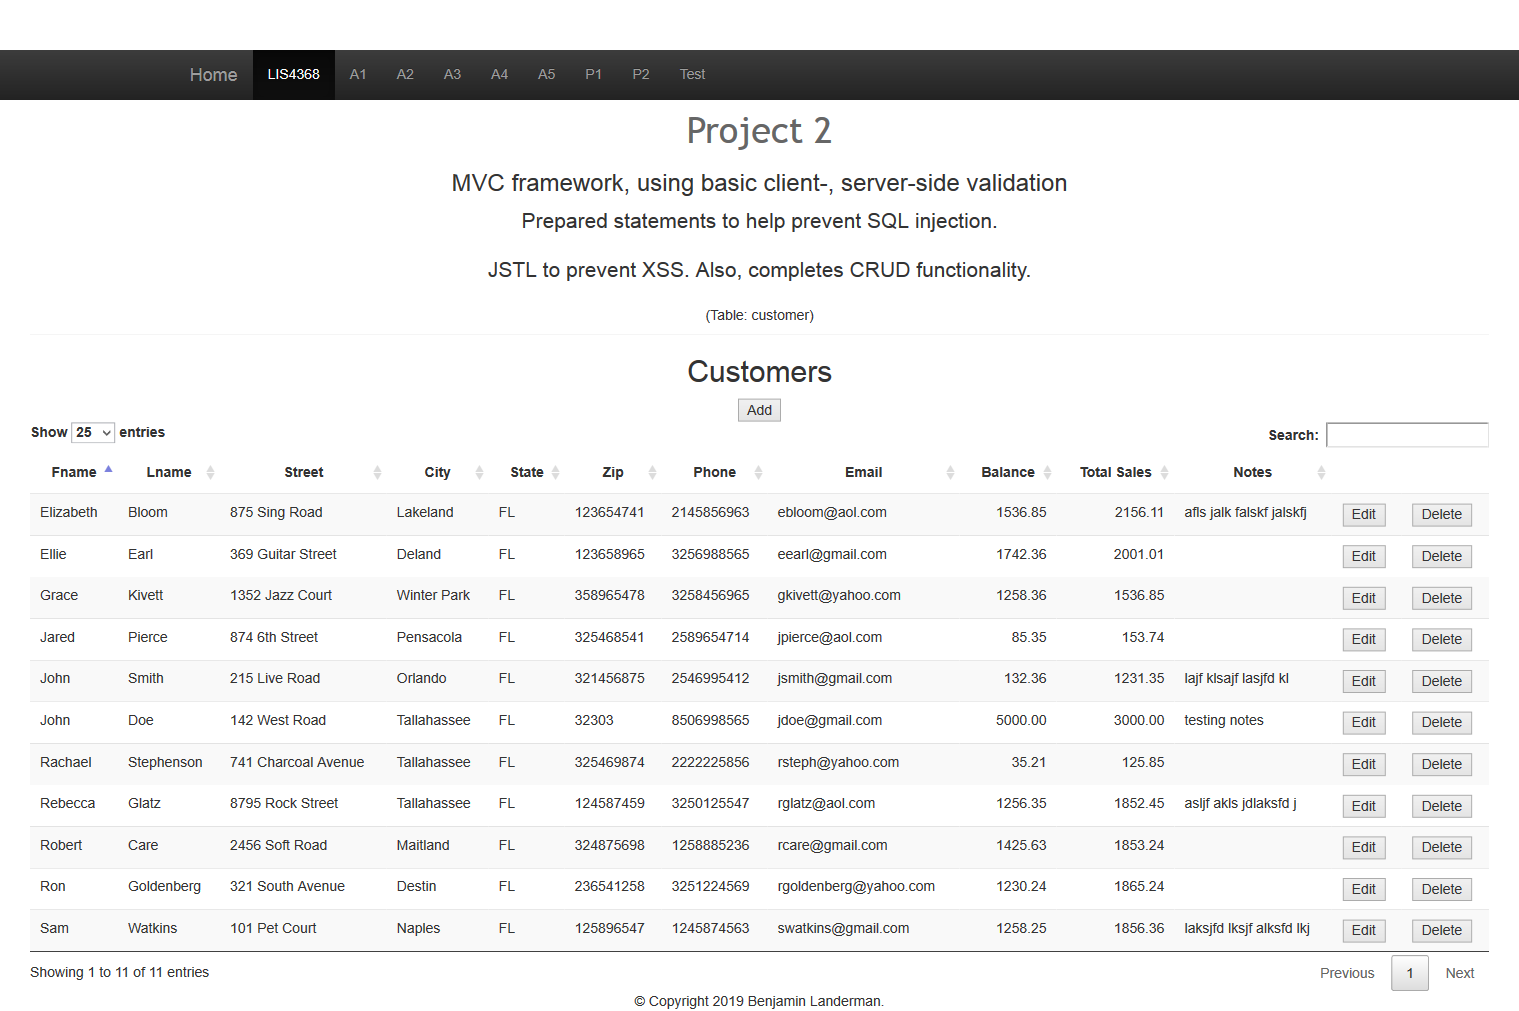 Home LIS4368 A1 A2 A3 A4 A5 P1 P2 Test
Project 2
MVC framework, using basic client-, server-side validation
Prepared statements to help prevent SQL injection.
JSTL to prevent XSS. Also, completes CRUD functionality.
(Table: customer)
Customers
Add
Show 25 entries Search:
Fname Lname Street City State Zip Phone Email Balance Total Sales Notes
Elizabeth Bloom 875 Sing Road Lakeland FL 123654741 2145856963 ebloom@aol.com 1536.85 2156.11 afls jalk falskf jalskfj Edit Delete
Ellie Earl 369 Guitar Street Deland FL 123658965 3256988565 eearl@gmail.com 1742.36 2001.01 Edit Delete
Grace Kivett 1352 Jazz Court Winter Park FL 358965478 3258456965 gkivett@yahoo.com 1258.36 1536.85 Edit Delete
Jared Pierce 874 6th Street Pensacola FL 325468541 2589654714 jpierce@aol.com 85.35 153.74 Edit Delete
John Smith 215 Live Road Orlando FL 321456875 2546995412 jsmith@gmail.com 132.36 1231.35 lajf klsajf lasjfd kl Edit Delete
John Doe 142 West Road Tallahassee FL 32303 8506998565 jdoe@gmail.com 5000.00 3000.00 testing notes Edit Delete
Rachael Stephenson 741 Charcoal Avenue Tallahassee FL 325469874 2222225856 rsteph@yahoo.com 35.21 125.85 Edit Delete
Rebecca Glatz 8795 Rock Street Tallahassee FL 124587459 3250125547 rglatz@aol.com 1256.35 1852.45 asljf akls jdlaksfd j Edit Delete
Robert Care 2456 Soft Road Maitland FL 324875698 1258885236 rcare@gmail.com 1425.63 1853.24 Edit Delete
Ron Goldenberg 321 South Avenue Destin FL 236541258 3251224569 rgoldenberg@yahoo.com 1230.24 1865.24 Edit Delete
Sam Watkins 101 Pet Court Naples FL 125896547 1245874563 swatkins@gmail.com 1258.25 1856.36 laksjfd lksjf alksfd lkj Edit Delete
Showing 1 to 11 of 11 entries Previous 1 Next
© Copyright 2019 Benjamin Landerman.